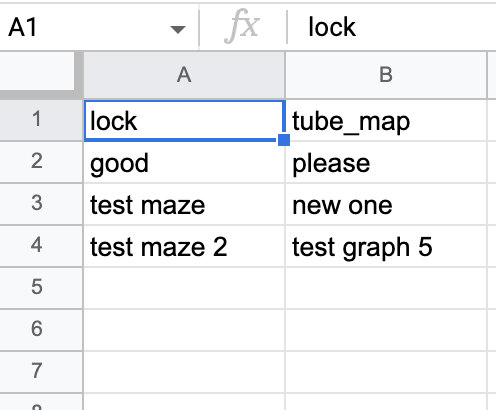 A1 fx lock
A B
1 lock tube_map
2 good please
3 test maze new one
4 test maze 2 test graph 5
5
6
7
8